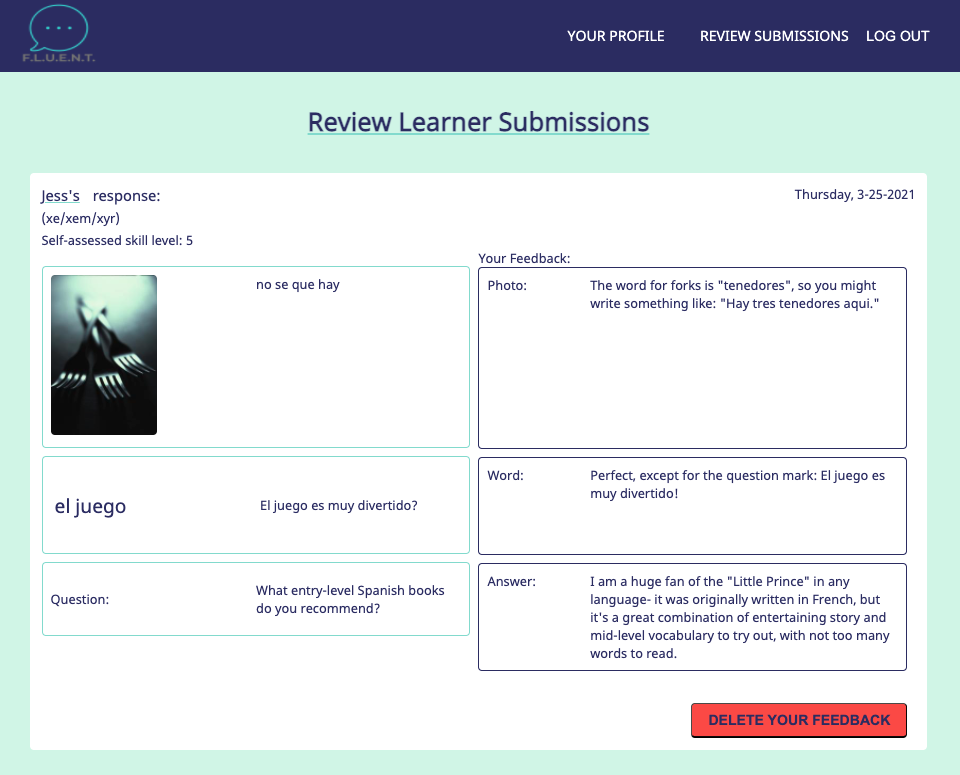 F.L.U.E.N.T.
YOUR PROFILE
REVIEW SUBMISSIONS
LOG OUT
Review Learner Submissions
Jess's response:
Thursday, 3-25-2021
(xe/xem/xyr)
Self-assessed skill level: 5
no se que hay
el juego
El juego es muy divertido?
Question:
What entry-level Spanish books
do you recommend?
Your Feedback:
Photo:
The word for forks is "tenedores", so you might
write something like: "Hay tres tenedores aqui."
Word:
Perfect, except for the question mark: El juego es
muy divertido!
Answer:
I am a huge fan of the "Little Prince" in any
language- it was originally written in French, but
it's a great combination of entertaining story and
mid-level vocabulary to try out, with not too many
words to read.
DELETE YOUR FEEDBACK